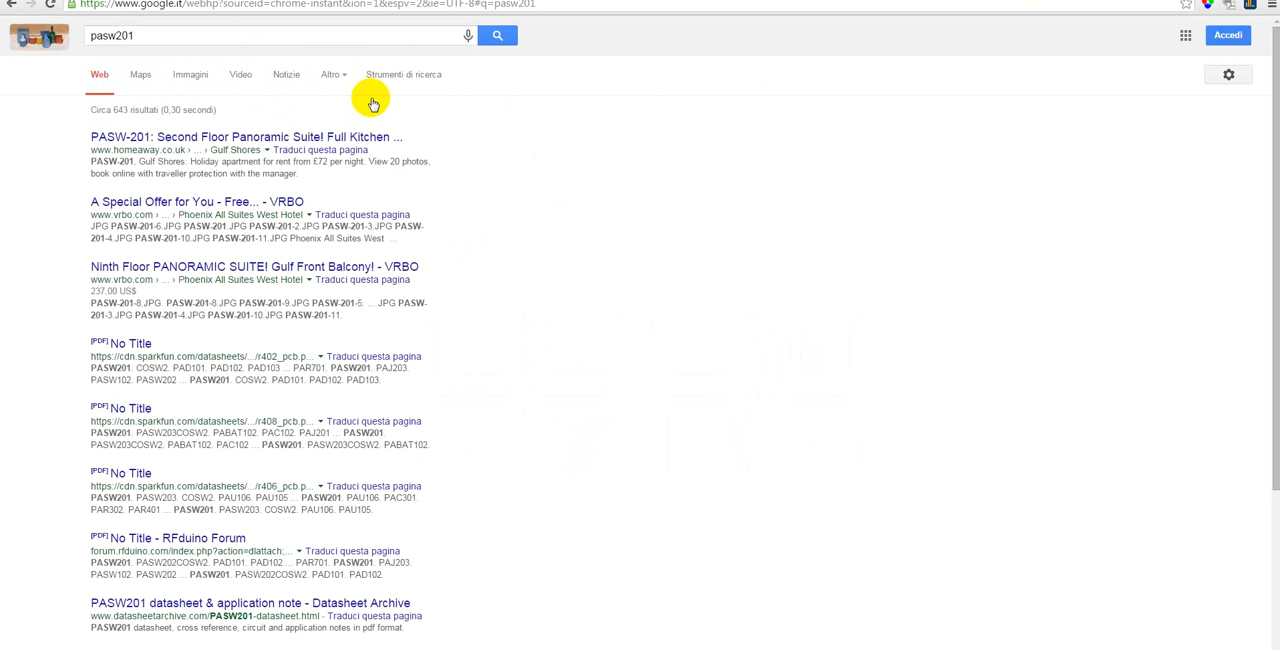 https://www.google.it/webhp?sourceid=chrome-instant&ion=1&espv=2&ie=UTF-8#q=pasw201
pasw201
Accedi
Web Maps Immagini Video Notizie Altro Strumenti di ricerca
Circa 643 risultati (0,30 secondi)
PASW-201: Second Floor Panoramic Suite! Full Kitchen ...
www.homeaway.co.uk › ... › Gulf Shores Traduci questa pagina
PASW-201, Gulf Shores: Holiday apartment for rent from £72 per night. View 20 photos,
book online with traveller protection with the manager.
A Special Offer for You - Free... - VRBO
www.vrbo.com › ... › Phoenix All Suites West Hotel Traduci questa pagina
JPG PASW-201-6.JPG PASW-201.JPG PASW-201-2.JPG PASW-201-3.JPG PASW-
201-4.JPG PASW-201-10.JPG PASW-201-11.JPG Phoenix All Suites West ...
Ninth Floor PANORAMIC SUITE! Gulf Front Balcony! - VRBO
www.vrbo.com › ... › Phoenix All Suites West Hotel Traduci questa pagina
237,00 US$
PASW-201-8.JPG. PASW-201-8.JPG PASW-201-9.JPG PASW-201-5. ... JPG PASW-
201-3.JPG PASW-201-4.JPG PASW-201-10.JPG PASW-201-11.
[PDF] No Title
https://cdn.sparkfun.com/datasheets/.../r402_pcb.p... Traduci questa pagina
PASW201. COSW2. PAD101. PAD102. PAD103 ... PAR701. PASW201. PAJ203.
PASW102. PASW202 ... PASW201. COSW2. PAD101. PAD102. PAD103.
[PDF] No Title
https://cdn.sparkfun.com/datasheets/.../r408_pcb.p... Traduci questa pagina
PASW203COSW2. PABAT102. PAC102. PAJ201 ... PASW201.
PASW203COSW2. PABAT102. PAC102 ... PASW201. PASW203COSW2. PABAT102.
[PDF] No Title
https://cdn.sparkfun.com/datasheets/.../r406_pcb.p... Traduci questa pagina
PASW201. PASW203. COSW2. PAU106. PAU105 ... PASW201. PAU106. PAC301.
PAR302. PAR401 ... PASW201. PASW203. COSW2. PAU106. PAU105.
[PDF] No Title - RFduino Forum
forum.rfduino.com/index.php?action=dlattach;... Traduci questa pagina
PASW201. PASW202COSW2. PAD101. PAD102 ... PAR701. PASW201. PAJ203.
PASW102. PASW202 ... PASW201. PASW202COSW2. PAD101. PAD102.
PASW201 datasheet & application note - Datasheet Archive
www.datasheetarchive.com/PASW201-datasheet.html - Traduci questa pagina
PASW201 datasheet, cross reference, circuit and application notes in pdf format.